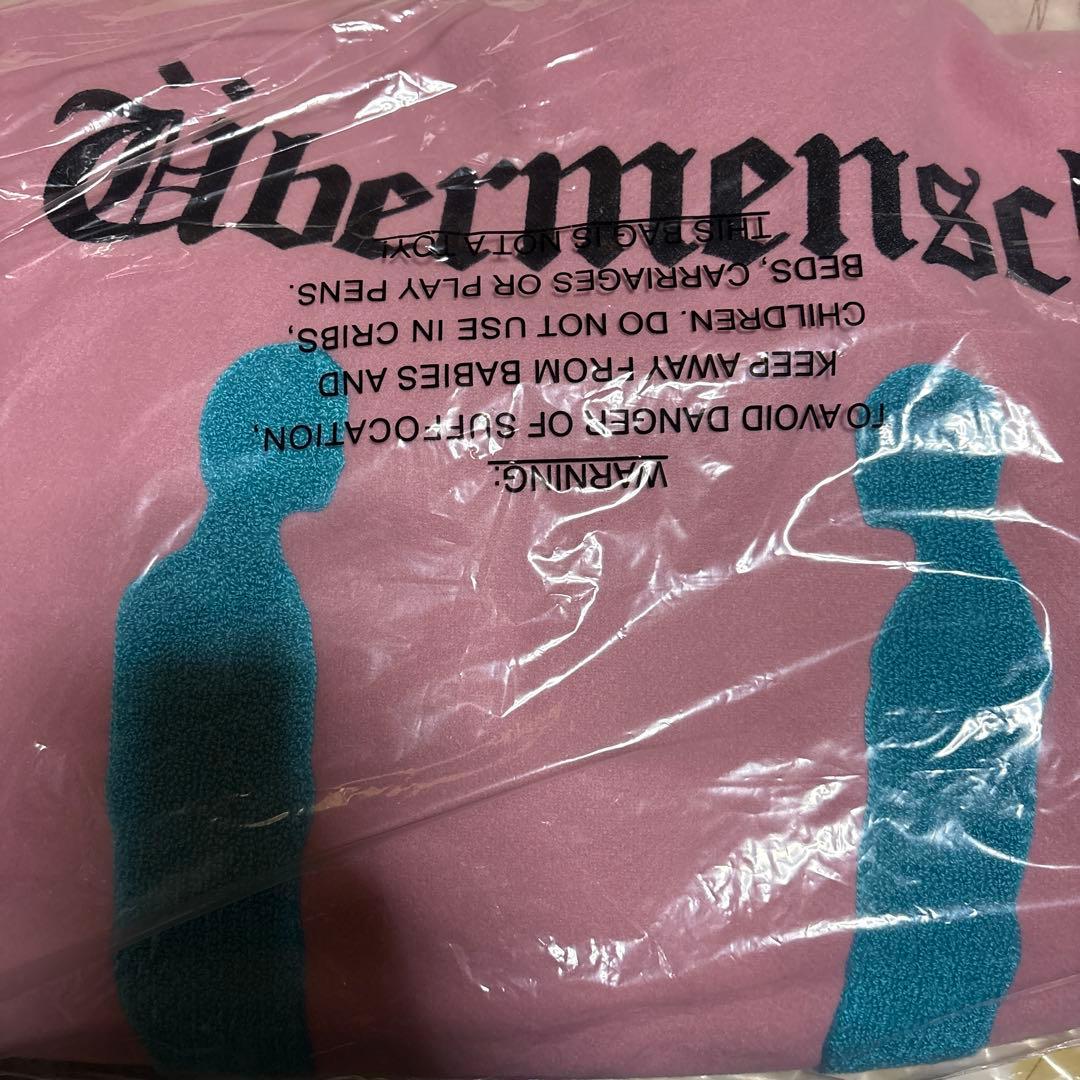 Übermensch
WARNING:
TO AVOID DANGER OF SUFFOCATION,
KEEP AWAY FROM BABIES AND
CHILDREN. DO NOT USE IN CRIBS,
BEDS, CARRIAGES OR PLAY PENS.
THIS BAG IS NOT A TOY!